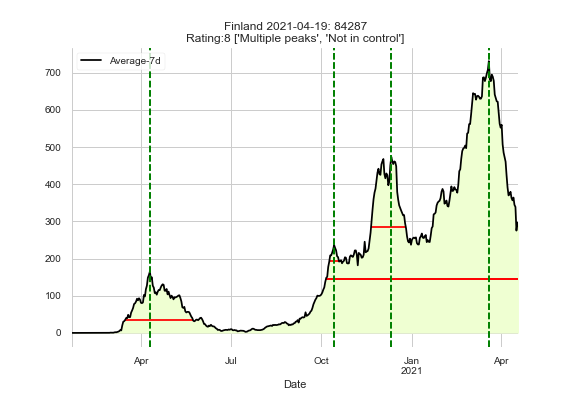 Finland 2021-04-19: 84287
Rating:8 ['Multiple peaks', 'Not in control']
Average-7d
700
600
500
400
300
200
100
0
Apr
Jul
Oct
Jan
2021
Apr
Date